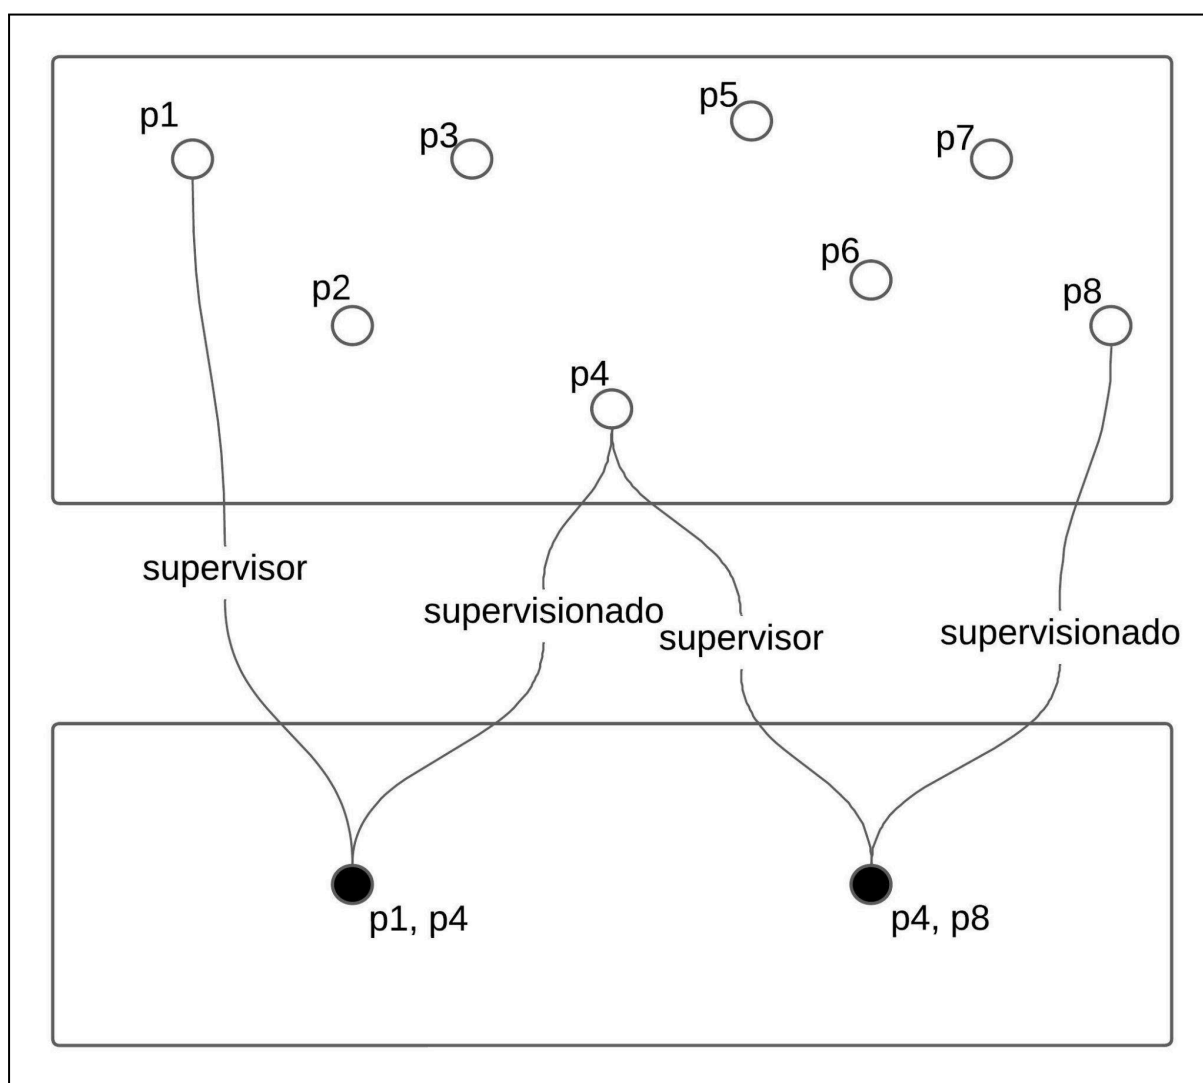 p1
p3
p5
p7
p2
p6
p8
p4
supervisor
supervisionado
supervisor
supervisionado
p1, p4
p4, p8